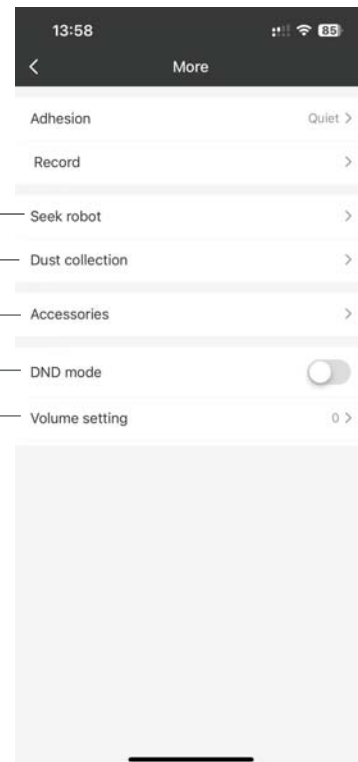 13:58
85
More
Adhesion Quiet >
Record >
Seek robot >
Dust collection >
Accessories >
DND mode
Volume setting 0 >